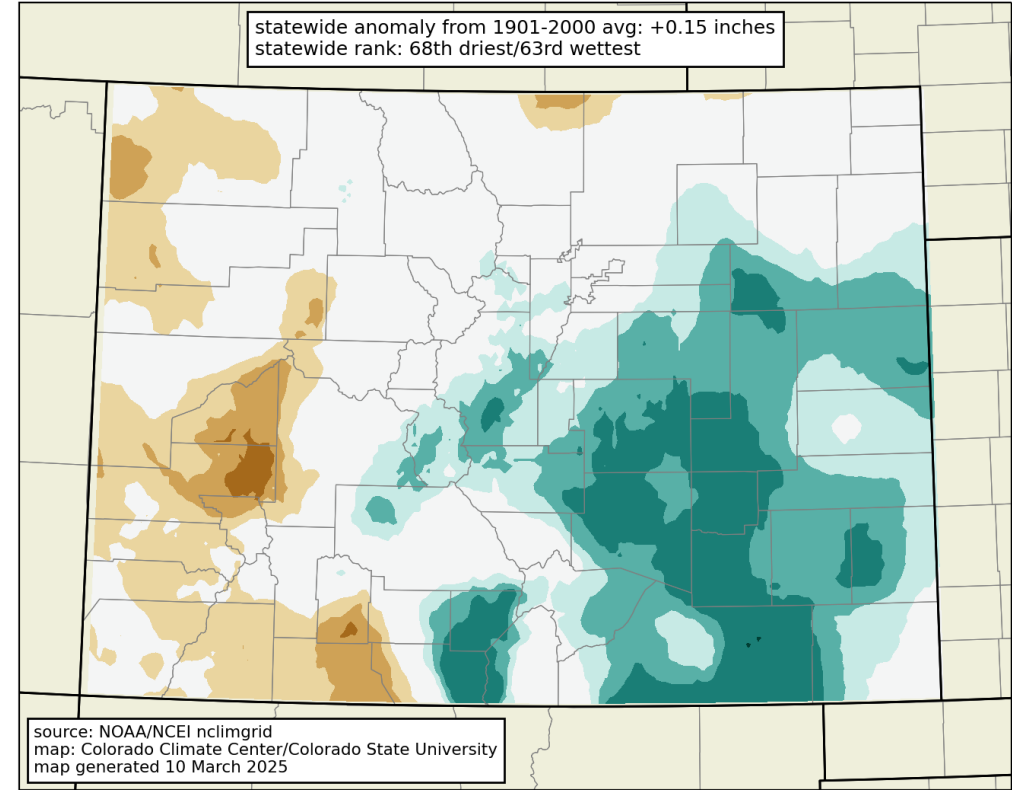 statewide anomaly from 1901-2000 avg: +0.15 inches
statewide rank: 68th driest/63rd wettest
source: NOAA/NCEI nclimgrid
map: Colorado Climate Center/Colorado State University
map generated 10 March 2025